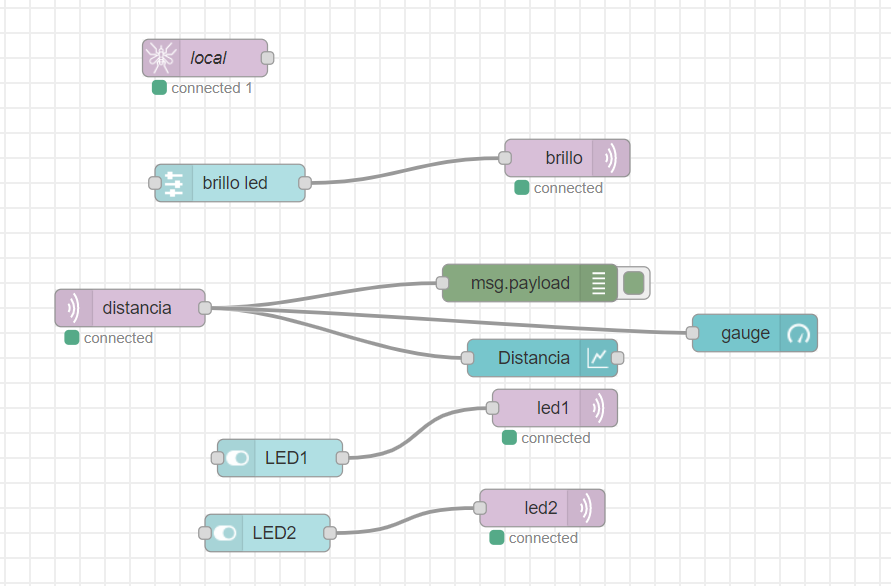 local
connected 1
brillo
connected
brillo led
msg.payload
distancia
connected
gauge
Distancia
led1
connected
LED1
led2
connected
LED2